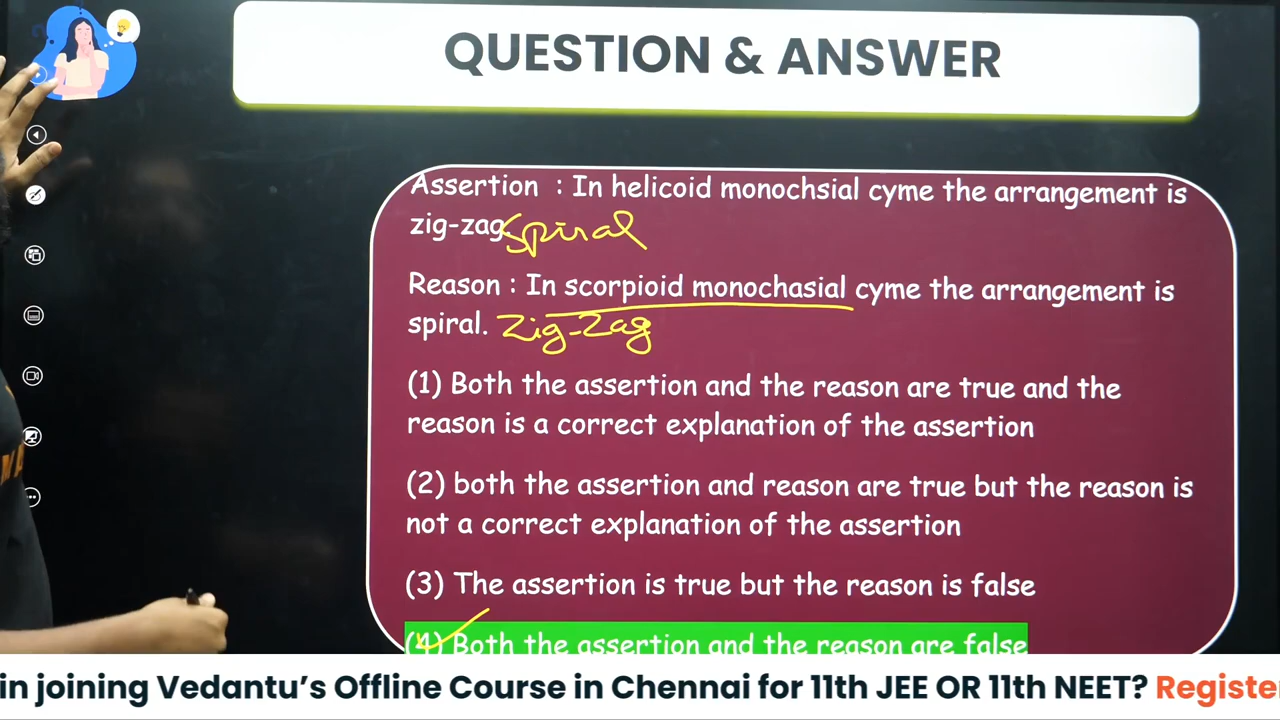 QUESTION & ANSWER
Assertion : In helicoid monochsial cyme the arrangement is
zig-zag. Spiral
Reason : In scorpioid monochasial cyme the arrangement is
spiral. Zig-Zag
(1) Both the assertion and the reason are true and the
reason is a correct explanation of the assertion
(2) both the assertion and reason are true but the reason is
not a correct explanation of the assertion
(3) The assertion is true but the reason is false
(4) Both the assertion and the reason are false
in joining Vedantu's Offline Course in Chennai for 11th JEE OR 11th NEET? Registe